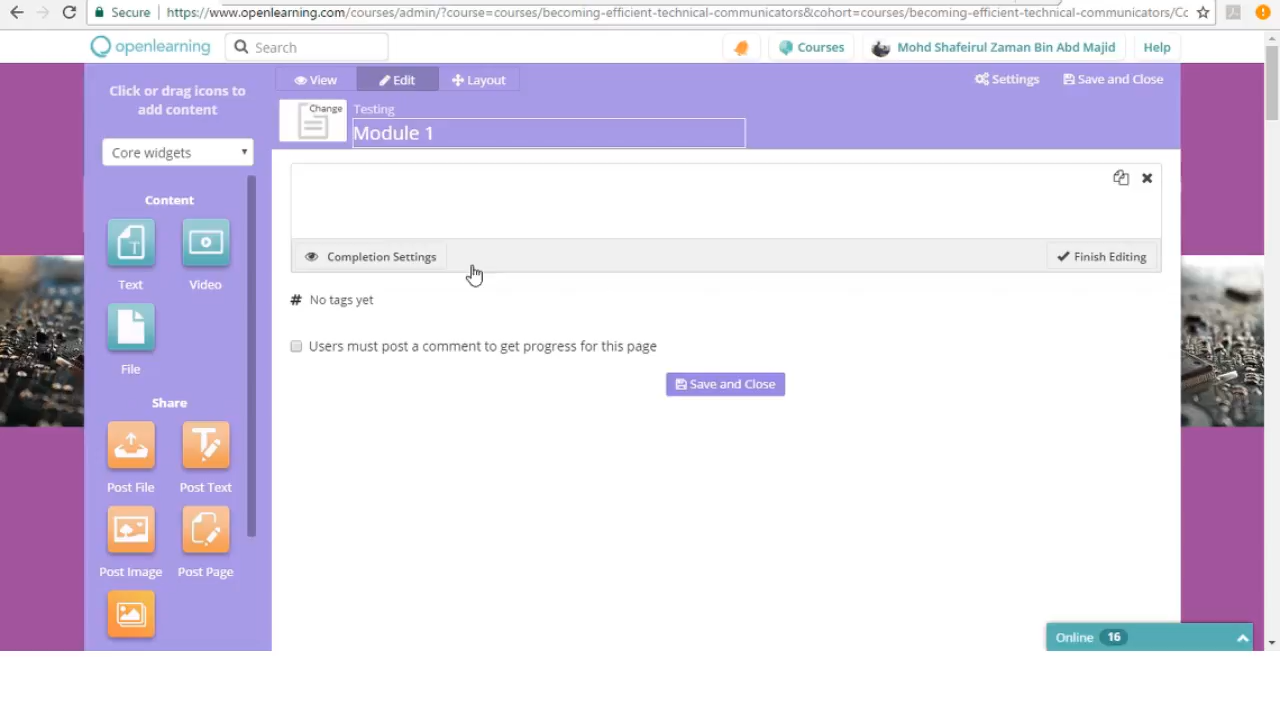 Secure https://www.openlearning.com/courses/admin/?course=courses/becoming-efficient-technical-communicators&cohort=courses/becoming-efficient-technical-communicators/Cc
openlearning Search Courses Mohd Shafeirul Zaman Bin Abd Majid Help
Click or drag icons to
add content
View Edit Layout Settings Save and Close
Change Testing
Module 1
Core widgets
Content
Text Video
File
Share
Post File Post Text
Post Image Post Page
Completion Settings Finish Editing
# No tags yet
Users must post a comment to get progress for this page
Save and Close
Online 16